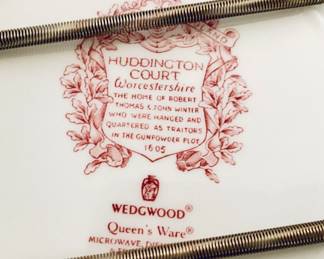 HUDDINGTON
COURT
Worcestershire
THE HOME OF ROBERT
THOMAS & JOHN WINTER
WHO WERE HANGED AND
QUARTERED AS TRAITORS
IN THE GUNPOWDER PLOT
1605
WEDGWOOD®
Queen's Ware®
MICROWAVE,